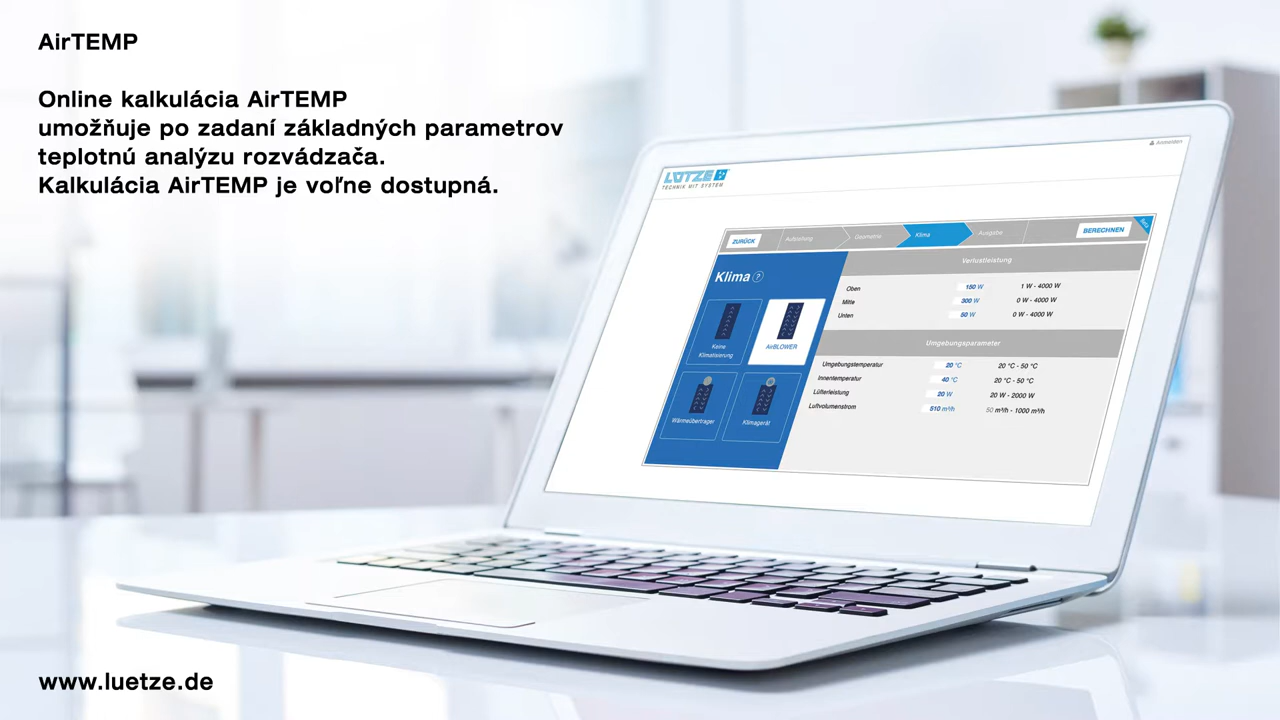 AirTEMP
Online kalkulácia AirTEMP
umožňuje po zadaní základných parametrov
teplotnú analýzu rozvádzača.
Kalkulácia AirTEMP je voľne dostupná.
Anmelden
LÜTZE
TECHNIK MIT SYSTEM
ZURÜCK
Aufstellung
Geometrie
Klima
Ausgabe
BERECHNEN
Beta
Klima ?
Keine
Klimatisierung
AirBLOWER
Wärmeübertrager
Klimagerät
Verlustleistung
Oben 150 W 1 W - 4000 W
Mitte 300 W 0 W - 4000 W
Unten 50 W 0 W - 4000 W
Umgebungsparameter
Umgebungstemperatur 20 °C 20 °C - 50 °C
Innentemperatur 40 °C 20 °C - 50 °C
Lüfterleistung 20 W 20 W - 2000 W
Luftvolumenstrom 510 m³/h 50 m³/h - 1000 m³/h
www.luetze.de